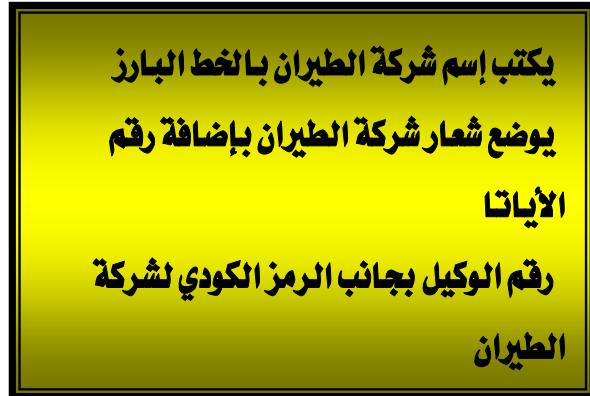 يكتب إسم شركة الطيران بالخط البارز
يوضع شعار شركة الطيران بإضافة رقم
الأياتا
رقم الوكيل بجانب الرمز الكودي لشركة
الطيران